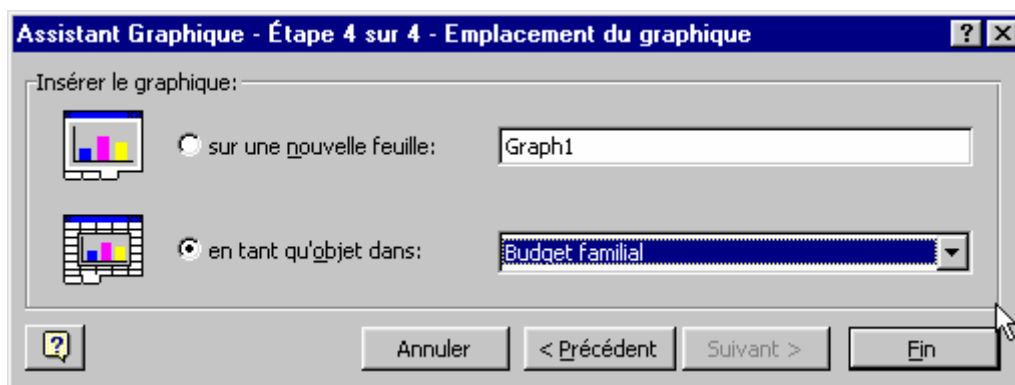 Assistant Graphique - Étape 4 sur 4 - Emplacement du graphique
Insérer le graphique:
sur une nouvelle feuille: Graph1
en tant qu'objet dans: Budget familial
Annuler < Précédent Suivant > Fin